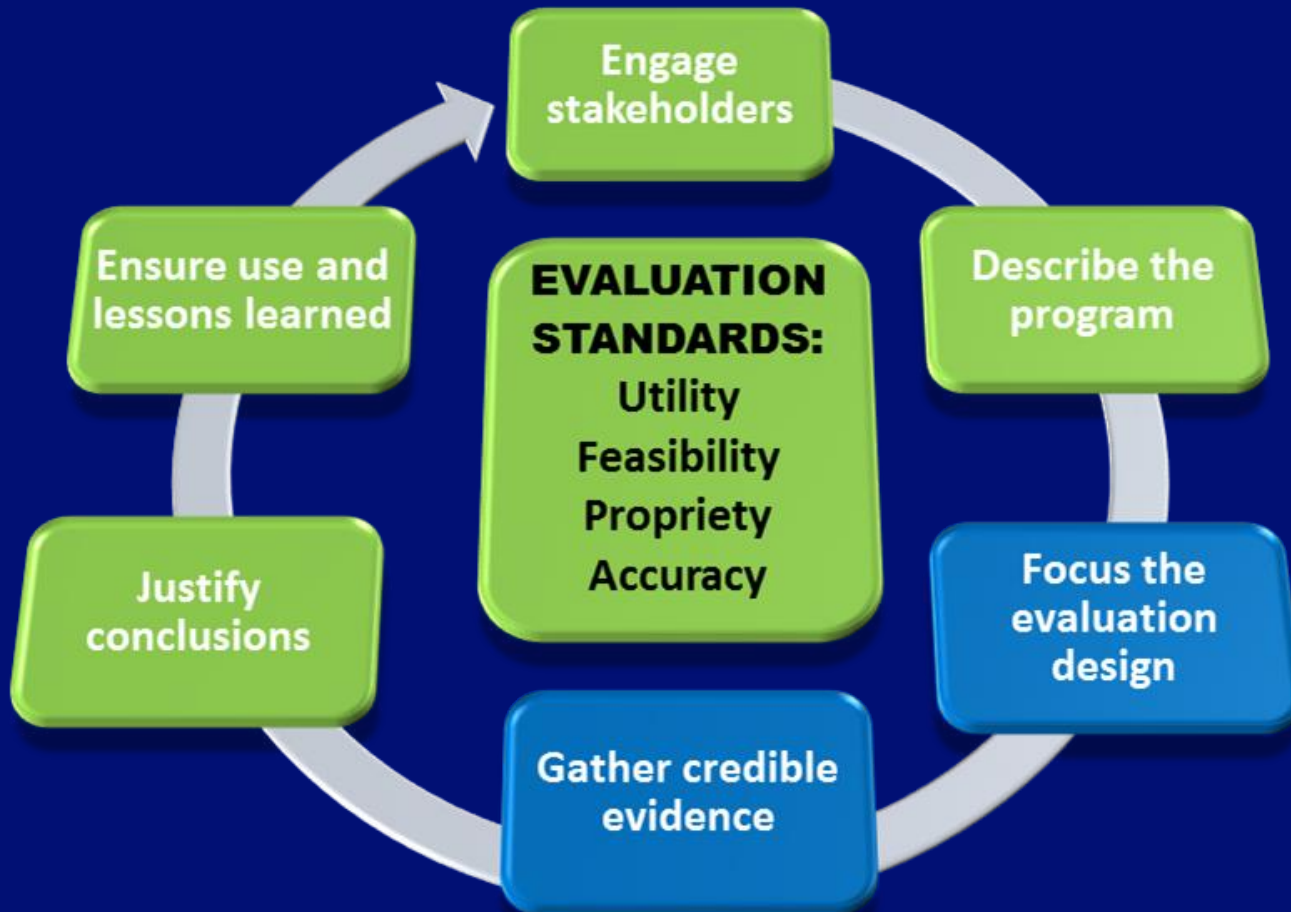 Engage
stakeholders
Describe the
program
Focus the
evaluation
design
Gather credible
evidence
Justify
conclusions
Ensure use and
lessons learned
EVALUATION
STANDARDS:
Utility
Feasibility
Propriety
Accuracy